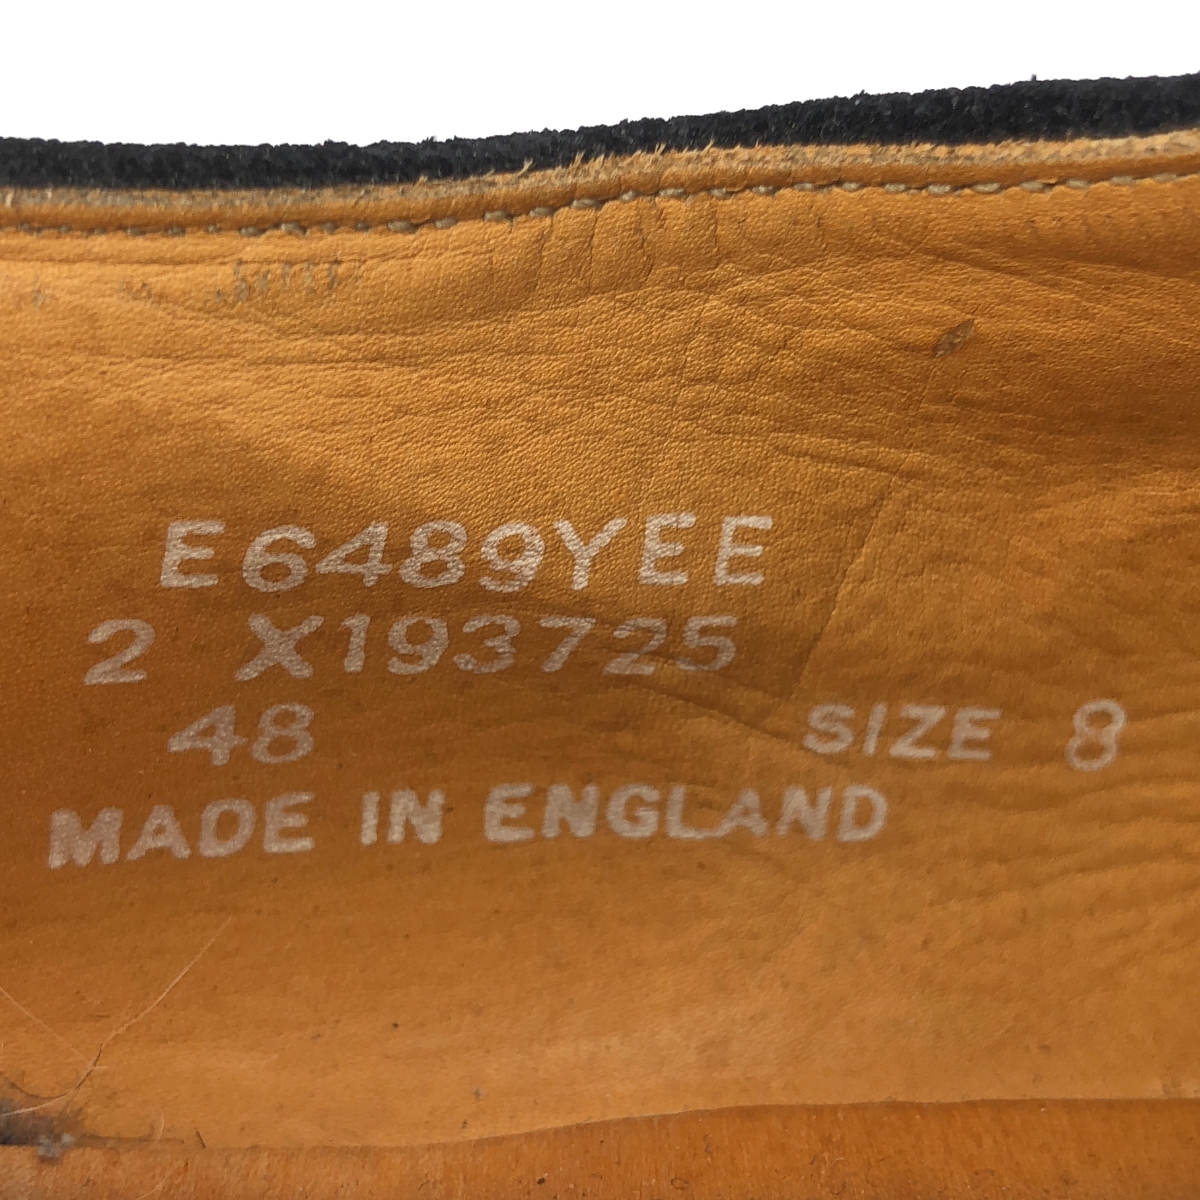 E6489YEE
2 X193725
48 SIZE 8
MADE IN ENGLAND